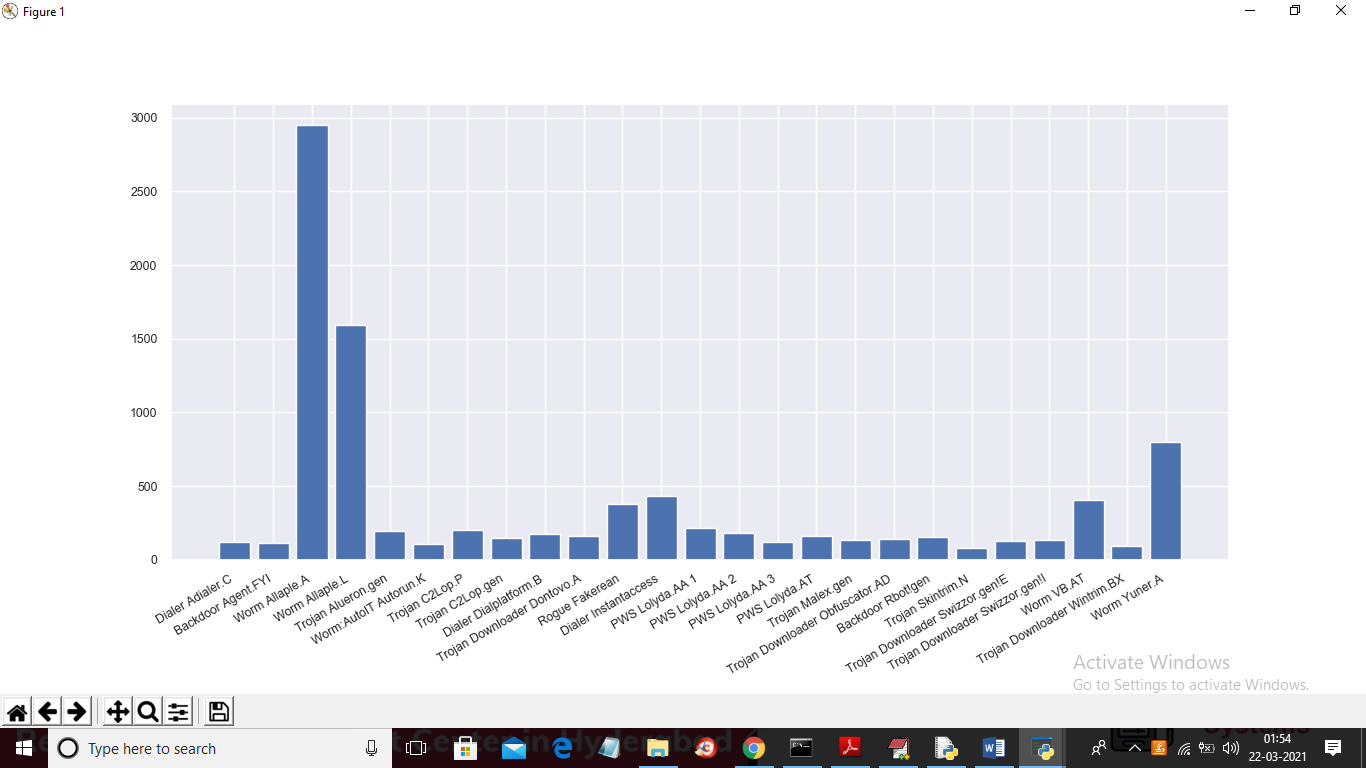 Figure 1
3000
2500
2000
1500
1000
500
0
Dialer Adialer.C
Backdoor Agent.FYI
Worm Allaple.A
Worm Allaple.L
Trojan Alueron.gen
Worm:AutoIT Autorun.K
Trojan C2Lop.P
Trojan C2Lop.gen
Dialer Dialplatform.B
Trojan Downloader Dontovo.A
Rogue Fakerean
Dialer Instantaccess
PWS Lolyda.AA 1
PWS Lolyda.AA 2
PWS Lolyda.AA 3
PWS Lolyda.AT
Trojan Malex.gen
Trojan Downloader Obfuscator.AD
Backdoor Rbot!gen
Trojan Skintrim.N
Trojan Downloader Swizzor.gen!E
Trojan Downloader Swizzor.gen!I
Worm VB.AT
Trojan Downloader Wintrim.BX
Worm Yuner.A
Activate Windows
Go to Settings to activate Windows.
Type here to search
01:54
22-03-2021